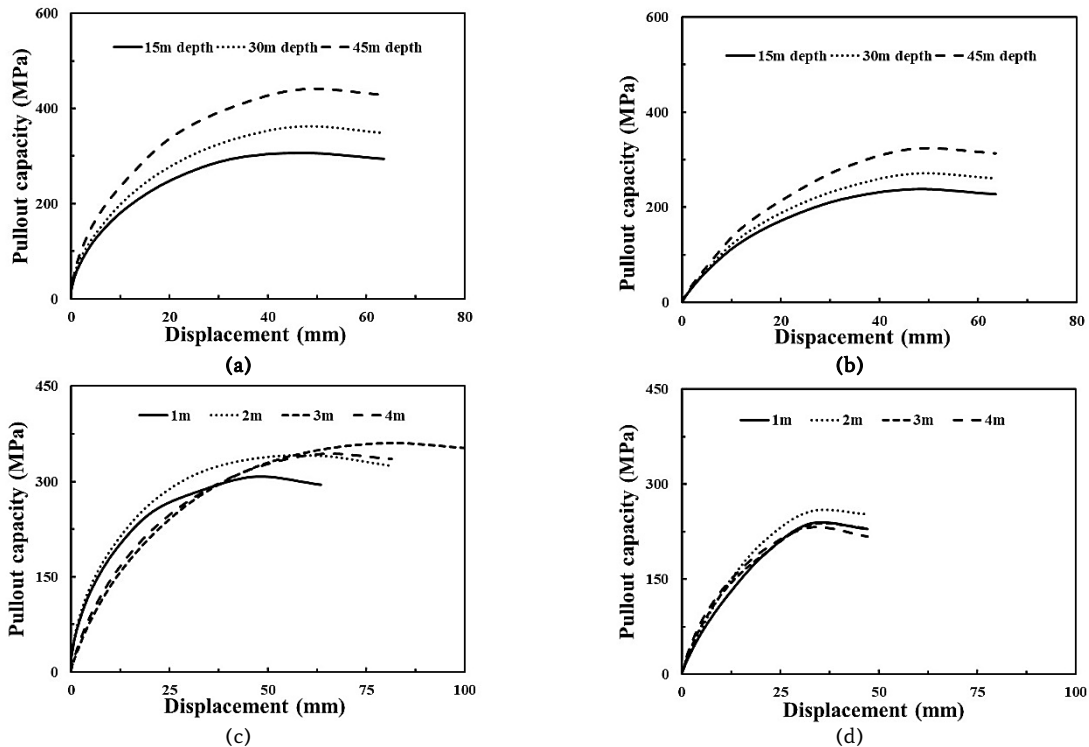 600
15m depth 30m depth 45m depth
400
200
0
0 20 40 60 80
Pullout capacity (MPa)
Displacement (mm)
(a)
600
15m depth 30m depth 45m depth
400
200
0
0 20 40 60 80
Pullout capacity (MPa)
Dispacement (mm)
(b)
450
1m 2m 3m 4m
300
150
0
0 25 50 75 100
Pullout capacity (MPa)
Displacement (mm)
(c)
450
1m 2m 3m 4m
300
150
0
0 25 50 75 100
Pullout capacity (MPa)
Displacement (mm)
(d)